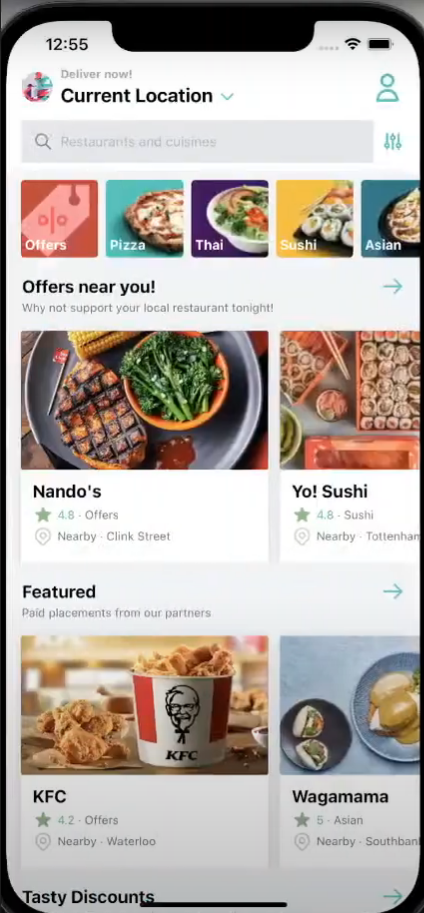 12:55
Deliver now!
Current Location
Restaurants and cuisines
Offers
Pizza
Thai
Sushi
Asian
Offers near you!
Why not support your local restaurant tonight!
Nando's
4.8 · Offers
Nearby · Clink Street
Yo! Sushi
4.8 · Sushi
Nearby · Tottenham
Featured
Paid placements from our partners
KFC
KFC
4.2 · Offers
Nearby · Waterloo
Wagamama
5 · Asian
Nearby · Southban
Tasty Discounts